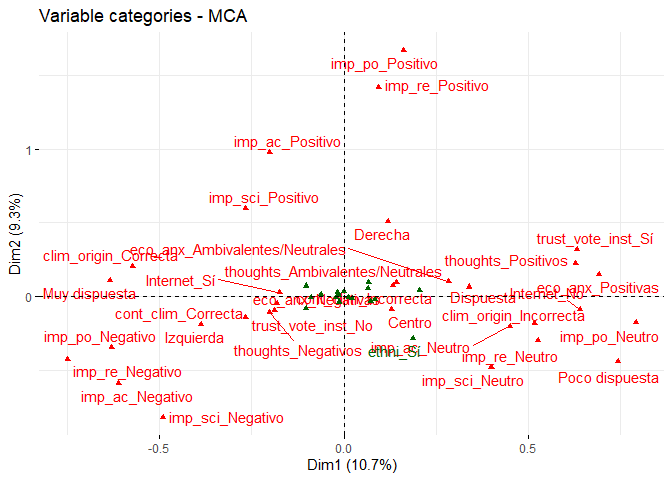 Variable categories - MCA
imp_po_Positivo
imp_re_Positivo
imp_ac_Positivo
1
imp_sci_Positivo
Derecha
trust_vote_inst_Sí
eco_anx_Ambivalentes/Neutrales
clim_origin_Correcta
thoughts_Positivos
thoughts_Ambivalentes/Neutrales
Internet_Sí
eco_anx_Positivas
Muy dispuesta
Dispuesta
Internet_No
0
cont_clim_Correcta
Centro
clim_origin_Incorrecta
trust_vote_inst_No
imp_po_Negativo
Izquierda
imp_po_Neutro
thoughts_Negativos
imp_ac_Neutro
ethni_Sí
imp_re_Neutro
imp_re_Negativo
imp_sci_Neutro
Poco dispuesta
imp_ac_Negativo
imp_sci_Negativo
-0.5
0.0
0.5
Dim1 (10.7%)
Dim2 (9.3%)